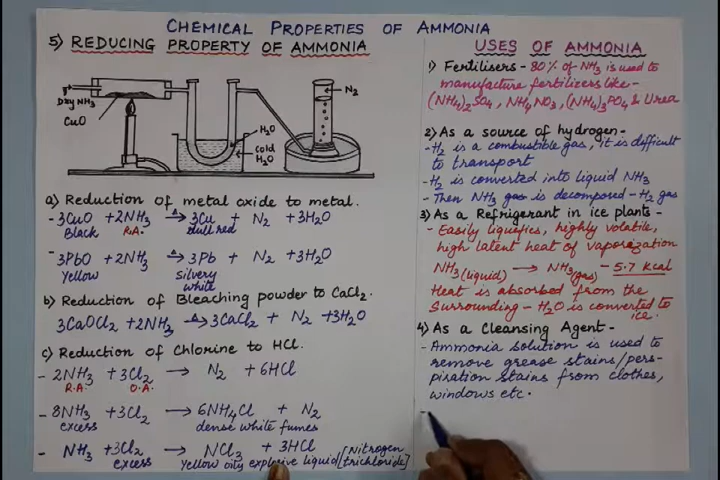 CHEMICAL PROPERTIES OF AMMONIA
5) REDUCING PROPERTY OF AMMONIA
Dry NH3
CuO
N2
H2O
Cold
H2O
a) Reduction of metal oxide to metal.
- 3CuO + 2NH3 →Δ 3Cu + N2 + 3H2O
Black R.A. dull red
- 3PbO + 2NH3 →Δ 3Pb + N2 + 3H2O
Yellow silvery
white
b) Reduction of Bleaching powder to CaCl2.
3CaOCl2 + 2NH3 →Δ 3CaCl2 + N2 + 3H2O
c) Reduction of Chlorine to HCl.
- 2NH3 + 3Cl2 → N2 + 6HCl
R.A. O.A.
- 8NH3 + 3Cl2 → 6NH4Cl + N2
excess dense white fumes
- NH3 + 3Cl2 → NCl3 + 3HCl
excess Yellow oily explosive liquid [Nitrogen
trichloride]
USES OF AMMONIA
1) Fertilisers - 80% of NH3 is used to
manufacture fertilizers like-
(NH4)2SO4, NH4NO3, (NH4)3PO4 & Urea
2) As a source of hydrogen-
- H2 is a combustible gas, it is difficult
to transport
- H2 is converted into liquid NH3
- Then NH3 gas is decomposed - H2 gas
3) As a Refrigerant in ice plants-
- Easily liquefies, highly volatile,
high latent heat of vaporization
NH3(liquid) → NH3(gas) - 5.7 Kcal
Heat is absorbed from the
surrounding - H2O is converted to
ice.
4) As a Cleansing Agent-
- Ammonia solution is used to
remove grease stains/pers-
piration stains from clothes,
windows etc.